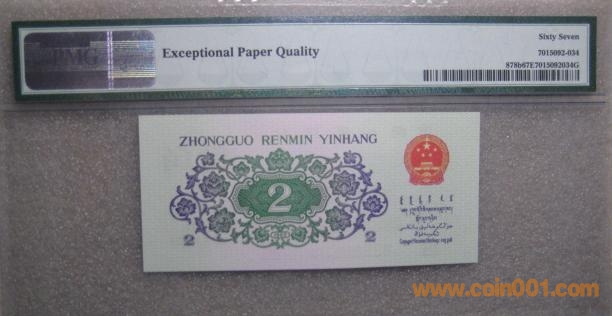 PMG
Exceptional Paper Quality
Sixty Seven
7015092-034
878b67E7015092034G
ZHONGGUO RENMIN YINHANG
2
2
2
www.coin001.com